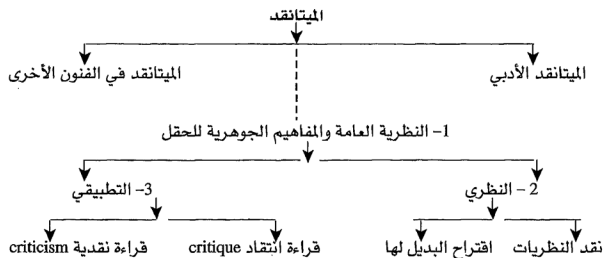 الميتانقد
الميتانقد الأدبي
الميتانقد في الفنون الأخرى
1- النظرية العامة والمفاهيم الجوهرية للحقل
2- النظري
3- التطبيقي
نقد النظريات
اقتراح البديل لها
قراءة انتقاد critique
قراءة نقدية criticism